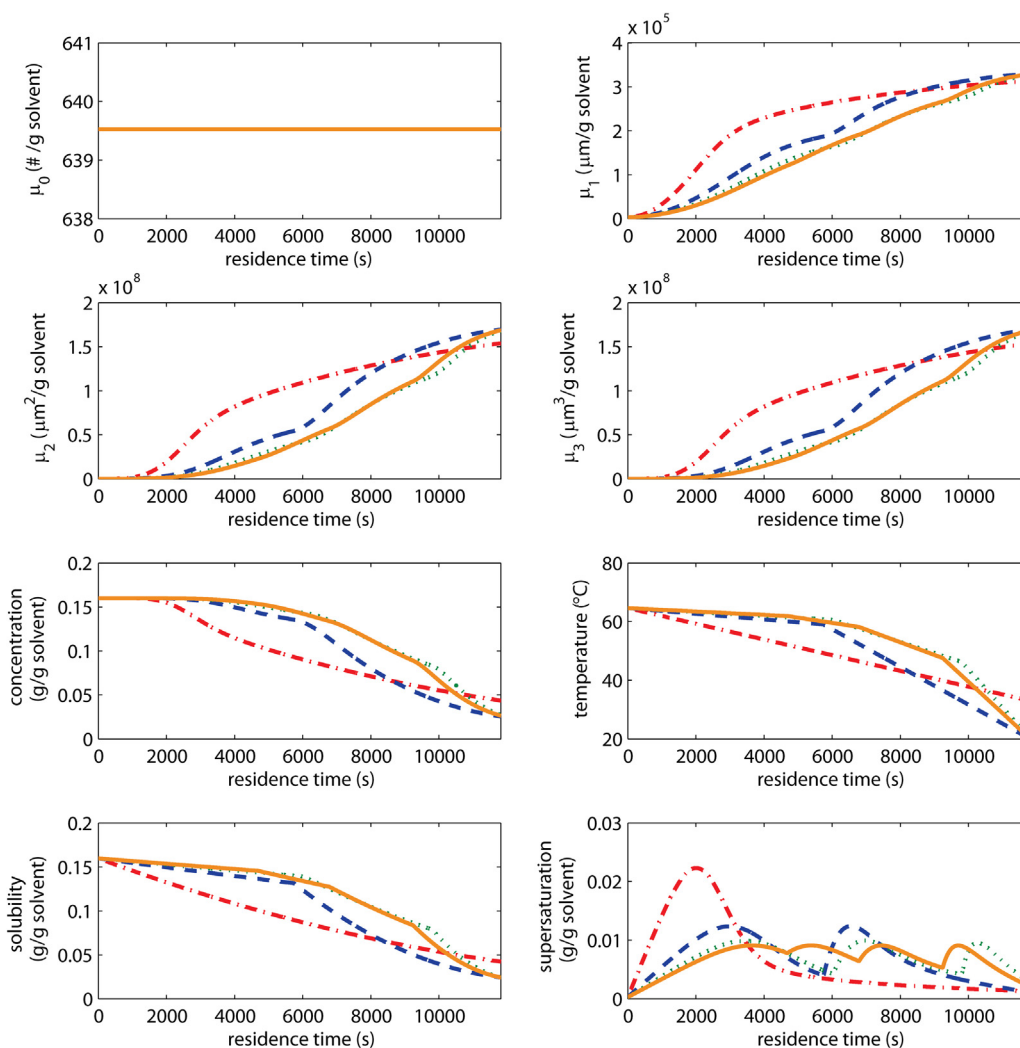 641
640
639
638
μ₀ (# /g solvent)
0 2000 4000 6000 8000 10000
residence time (s)
x 10⁵
4
3
2
1
0
μ₁ (μm/g solvent)
0 2000 4000 6000 8000 10000
residence time (s)
x 10⁸
2
1.5
1
0.5
0
μ₂ (μm²/g solvent)
0 2000 4000 6000 8000 10000
residence time (s)
x 10⁸
2
1.5
1
0.5
0
μ₃ (μm³/g solvent)
0 2000 4000 6000 8000 10000
residence time (s)
0.2
0.15
0.1
0.05
0
concentration
(g/g solvent)
0 2000 4000 6000 8000 10000
residence time (s)
80
60
40
20
temperature (°C)
0 2000 4000 6000 8000 10000
residence time (s)
0.2
0.15
0.1
0.05
0
solubility
(g/g solvent)
0 2000 4000 6000 8000 10000
residence time (s)
0.03
0.02
0.01
0
supersaturation
(g/g solvent)
0 2000 4000 6000 8000 10000
residence time (s)